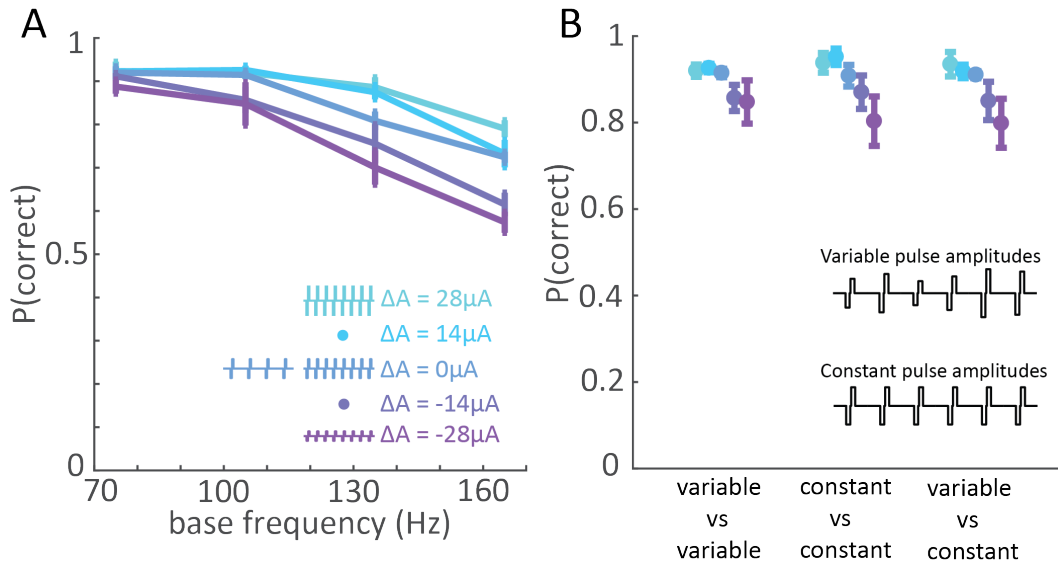 A
1
0.5
0
P(correct)
70
100
130
160
base frequency (Hz)
ΔA = 28μA
ΔA = 14μA
ΔA = 0μA
ΔA = -14μA
ΔA = -28μA
B
1
0.8
0.6
0.4
0.2
0
P(correct)
Variable pulse amplitudes
Constant pulse amplitudes
variable
vs
variable
constant
vs
constant
variable
vs
constant